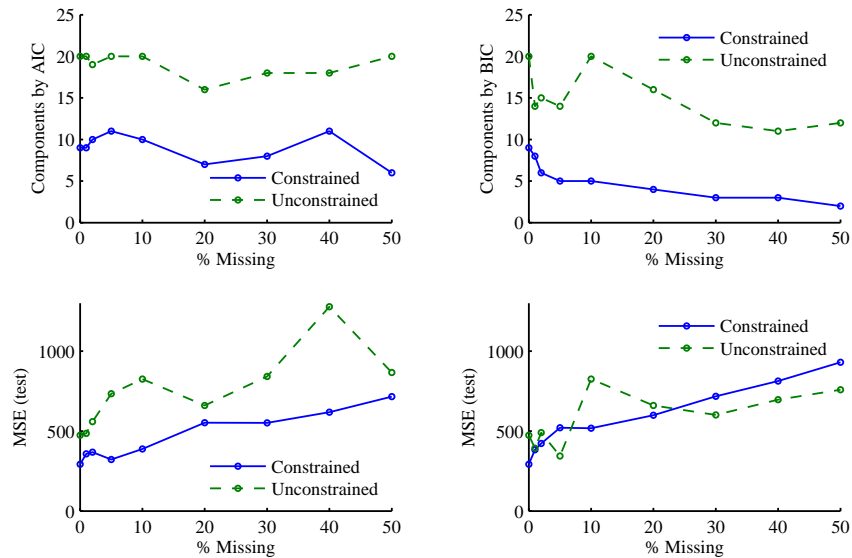 25
20
15
10
5
0
Components by AIC
Constrained
Unconstrained
0 10 20 30 40 50
% Missing
25
20
15
10
5
0
Components by BIC
Constrained
Unconstrained
0 10 20 30 40 50
% Missing
1000
500
0
MSE (test)
Constrained
Unconstrained
0 10 20 30 40 50
% Missing
1000
500
0
MSE (test)
Constrained
Unconstrained
0 10 20 30 40 50
% Missing